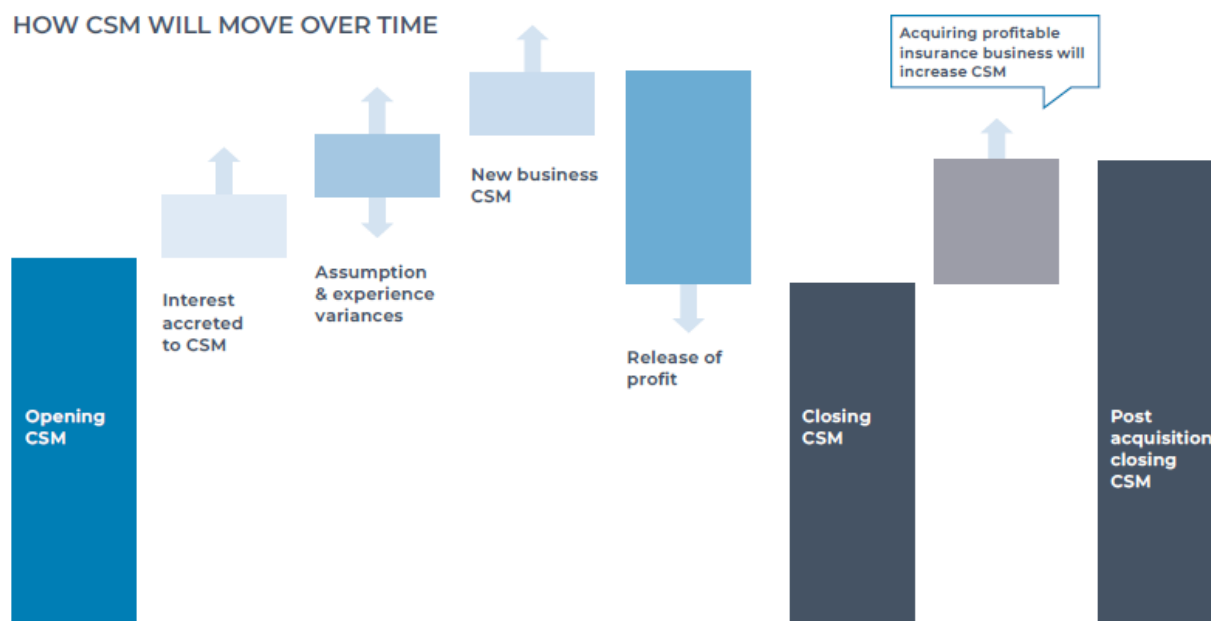 HOW CSM WILL MOVE OVER TIME
Acquiring profitable
insurance business will
increase CSM
New business
CSM
Assumption
& experience
variances
Interest
accreted
to CSM
Release of
profit
Opening
CSM
Closing
CSM
Post
acquisition
closing
CSM